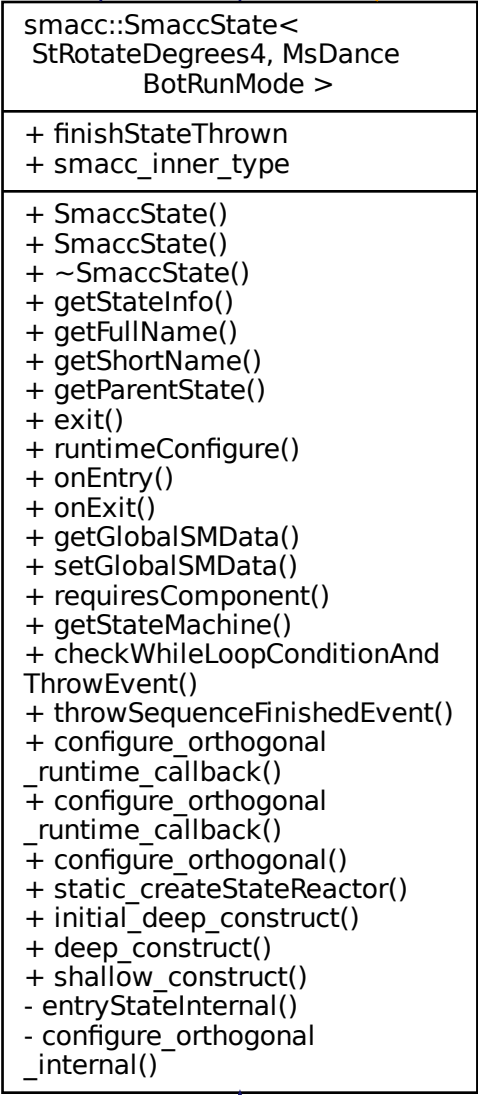 smacc::SmaccState<
StRotateDegrees4, MsDance
BotRunMode >
+ finishStateThrown
+ smacc_inner_type
+ SmaccState()
+ SmaccState()
+ ~SmaccState()
+ getStateInfo()
+ getFullName()
+ getShortName()
+ getParentState()
+ exit()
+ runtimeConfigure()
+ onEntry()
+ onExit()
+ getGlobalSMData()
+ setGlobalSMData()
+ requiresComponent()
+ getStateMachine()
+ checkWhileLoopConditionAnd
ThrowEvent()
+ throwSequenceFinishedEvent()
+ configure_orthogonal
_runtime_callback()
+ configure_orthogonal
_runtime_callback()
+ configure_orthogonal()
+ static_createStateReactor()
+ initial_deep_construct()
+ deep_construct()
+ shallow_construct()
- entryStateInternal()
- configure_orthogonal
_internal()